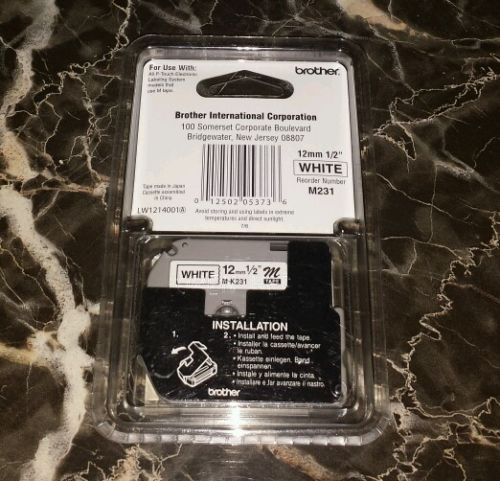 For Use With:
All P-Touch Electronic
Labeling System
models that
use M tape.
brother.
Brother International Corporation
100 Somerset Corporate Boulevard
Bridgewater, New Jersey 08807
12mm 1/2"
WHITE
Reorder Number
M231
Tape made in Japan
Cassette assembled
in China
LW1214001Ⓐ
0 12502 05373 6
Avoid storing and using labels in extreme
temperatures and direct sunlight.
WHITE
12mm 1/2" M
M-K231 TAPE
INSTALLATION
1.
2. • Install and feed the tape.
• Installer la cassette/avancer
le ruban.
• Kassette einlegen, Band
einspannen.
• Instale y alimente la cinta.
• Installare e far avanzare il nastro.
brother